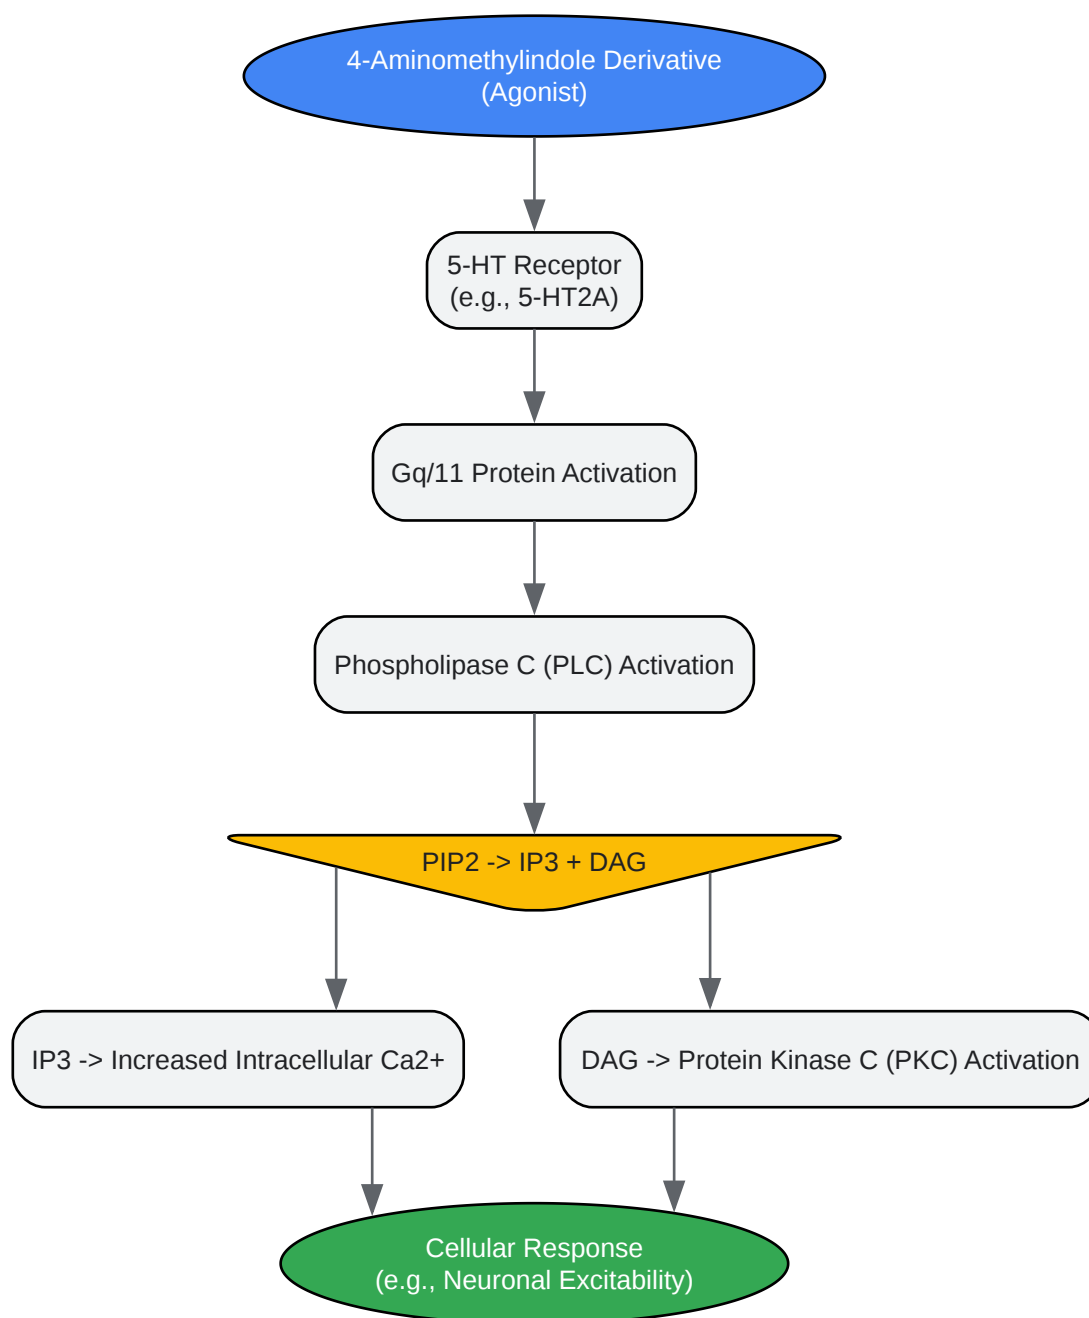 4-Aminomethylindole Derivative
(Agonist)
5-HT Receptor
(e.g., 5-HT2A)
Gq/11 Protein Activation
Phospholipase C (PLC) Activation
PIP2 -> IP3 + DAG
IP3 -> Increased Intracellular Ca2+
DAG -> Protein Kinase C (PKC) Activation
Cellular Response
(e.g., Neuronal Excitability)